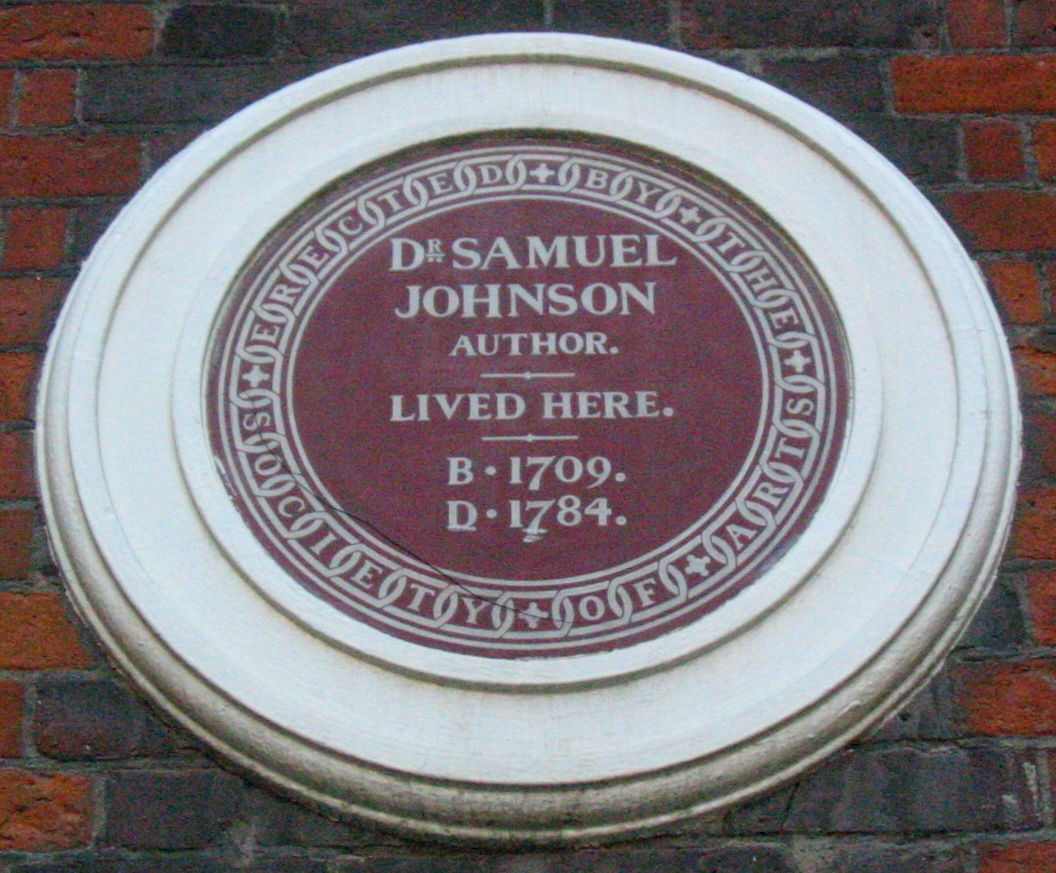 DR SAMUEL
JOHNSON
AUTHOR.
LIVED HERE.
B·1709.
D·1784.
ERECTED BY THE SOCIETY OF ARTS